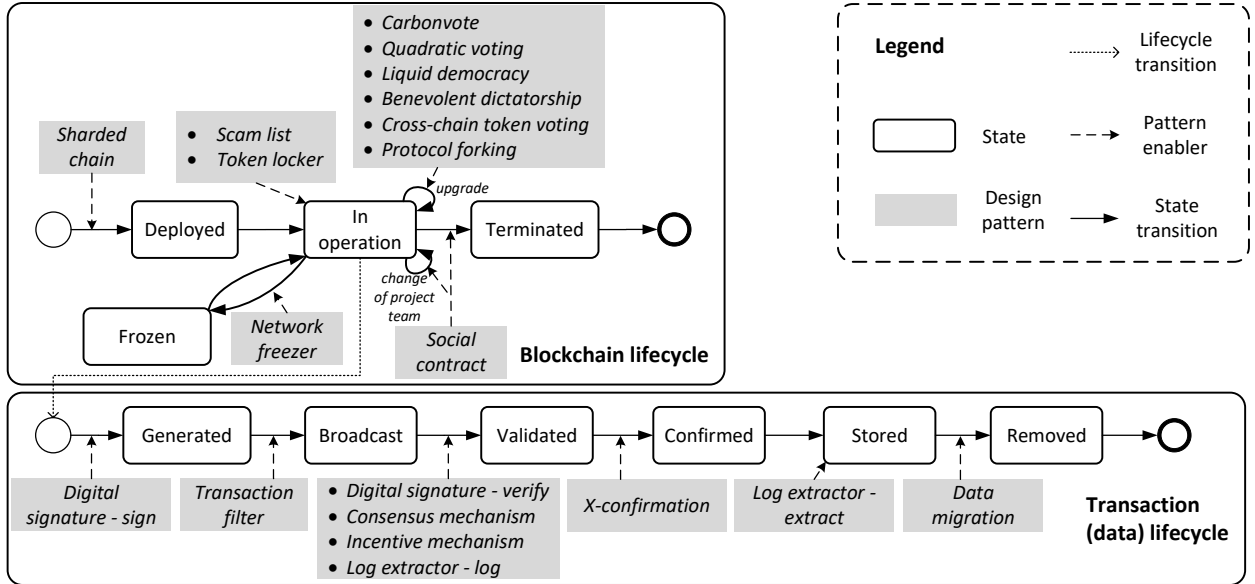 • Carbonvote
• Quadratic voting
• Liquid democracy
• Benevolent dictatorship
• Cross-chain token voting
• Protocol forking
Sharded
chain
• Scam list
• Token locker
upgrade
Deployed
In
operation
Terminated
change
of project
team
Frozen
Network
freezer
Social
contract
Blockchain lifecycle
Legend
Lifecycle
transition
State
Pattern
enabler
Design
pattern
State
transition
Generated
Broadcast
Validated
Confirmed
Stored
Removed
Digital
signature - sign
Transaction
filter
• Digital signature - verify
• Consensus mechanism
• Incentive mechanism
• Log extractor - log
X-confirmation
Log extractor -
extract
Data
migration
Transaction
(data) lifecycle